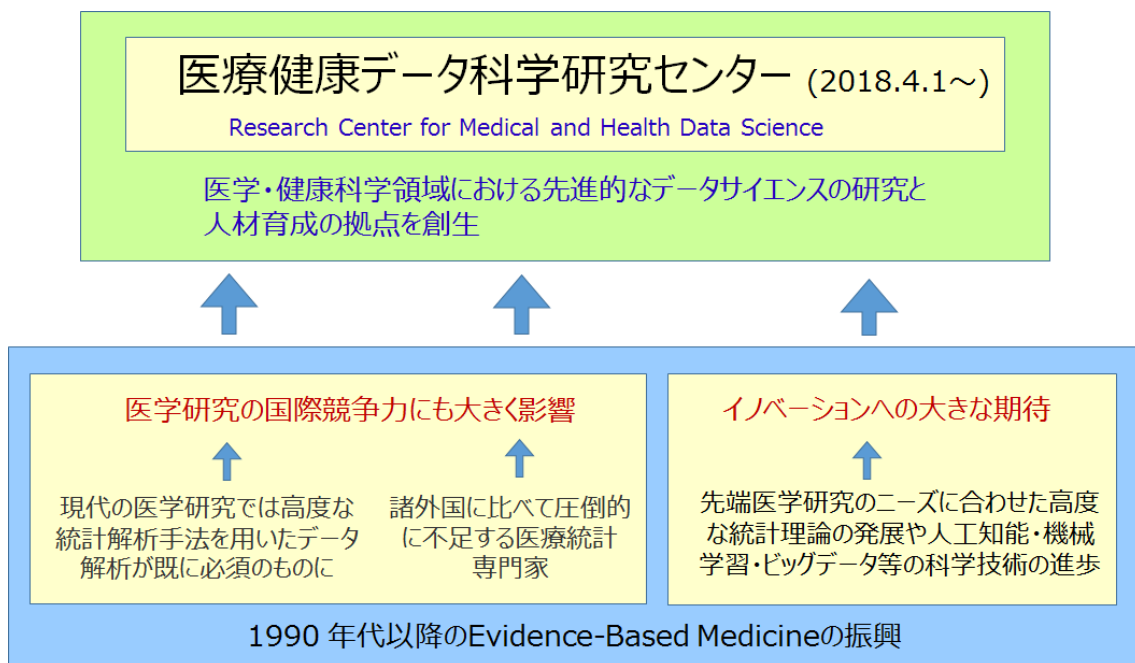 医療健康データ科学研究センター (2018.4.1～)
Research Center for Medical and Health Data Science
医学・健康科学領域における先進的なデータサイエンスの研究と
人材育成の拠点を創生
医学研究の国際競争力にも大きく影響
現代の医学研究では高度な
統計解析手法を用いたデータ
解析が既に必須のものに
諸外国に比べて圧倒的
に不足する医療統計
専門家
イノベーションへの大きな期待
先端医学研究のニーズに合わせた高度
な統計理論の発展や人工知能・機械
学習・ビッグデータ等の科学技術の進歩
1990 年代以降のEvidence-Based Medicineの振興